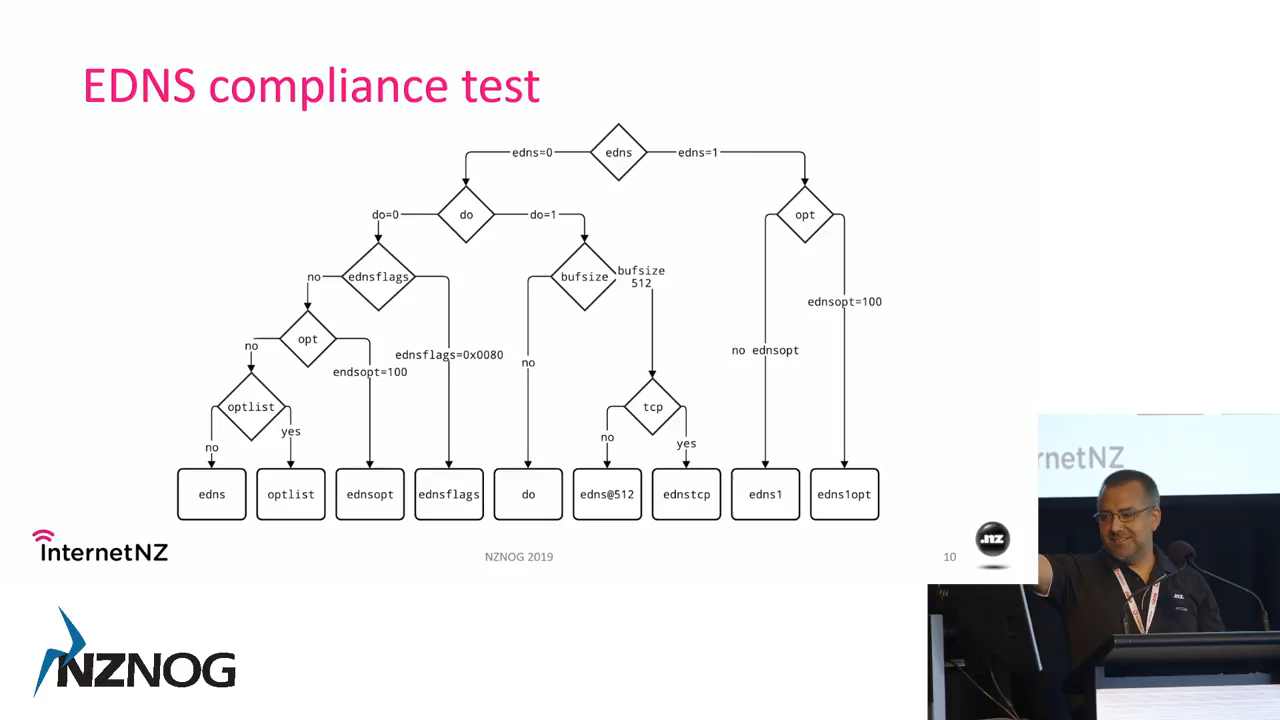 EDNS compliance test
edns=0
edns
edns=1
do=0
do
do=1
opt
no
ednsflags
bufsize
bufsize
512
ednsopt=100
no
opt
ednsflags=0x0080
endsopt=100
no
no ednsopt
optlist
no
yes
tcp
no
yes
edns
optlist
ednsopt
ednsflags
do
edns@512
ednstcp
edns1
edns1opt
InternetNZ
NZNOG 2019
10
.nz
NZNOG
rnetNZ